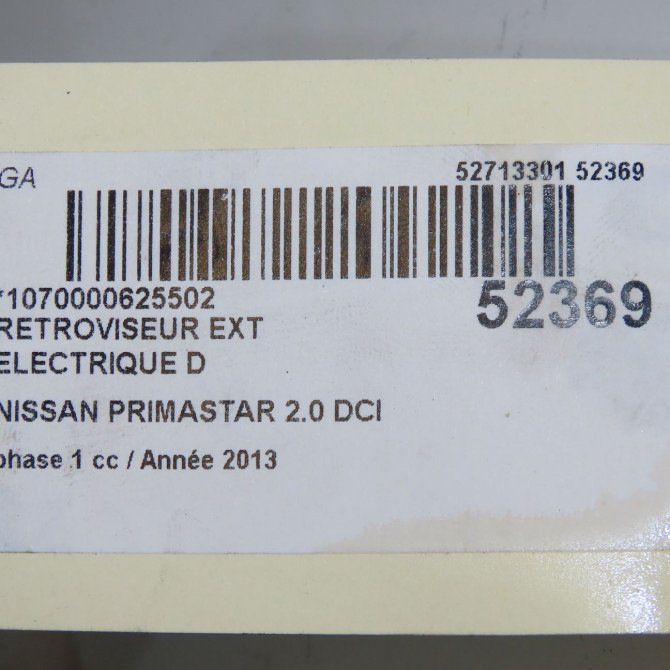 GA
52713301 52369
*1070000625502
52369
RETROVISEUR EXT
ELECTRIQUE D
NISSAN PRIMASTAR 2.0 DCI
phase 1 cc / Année 2013